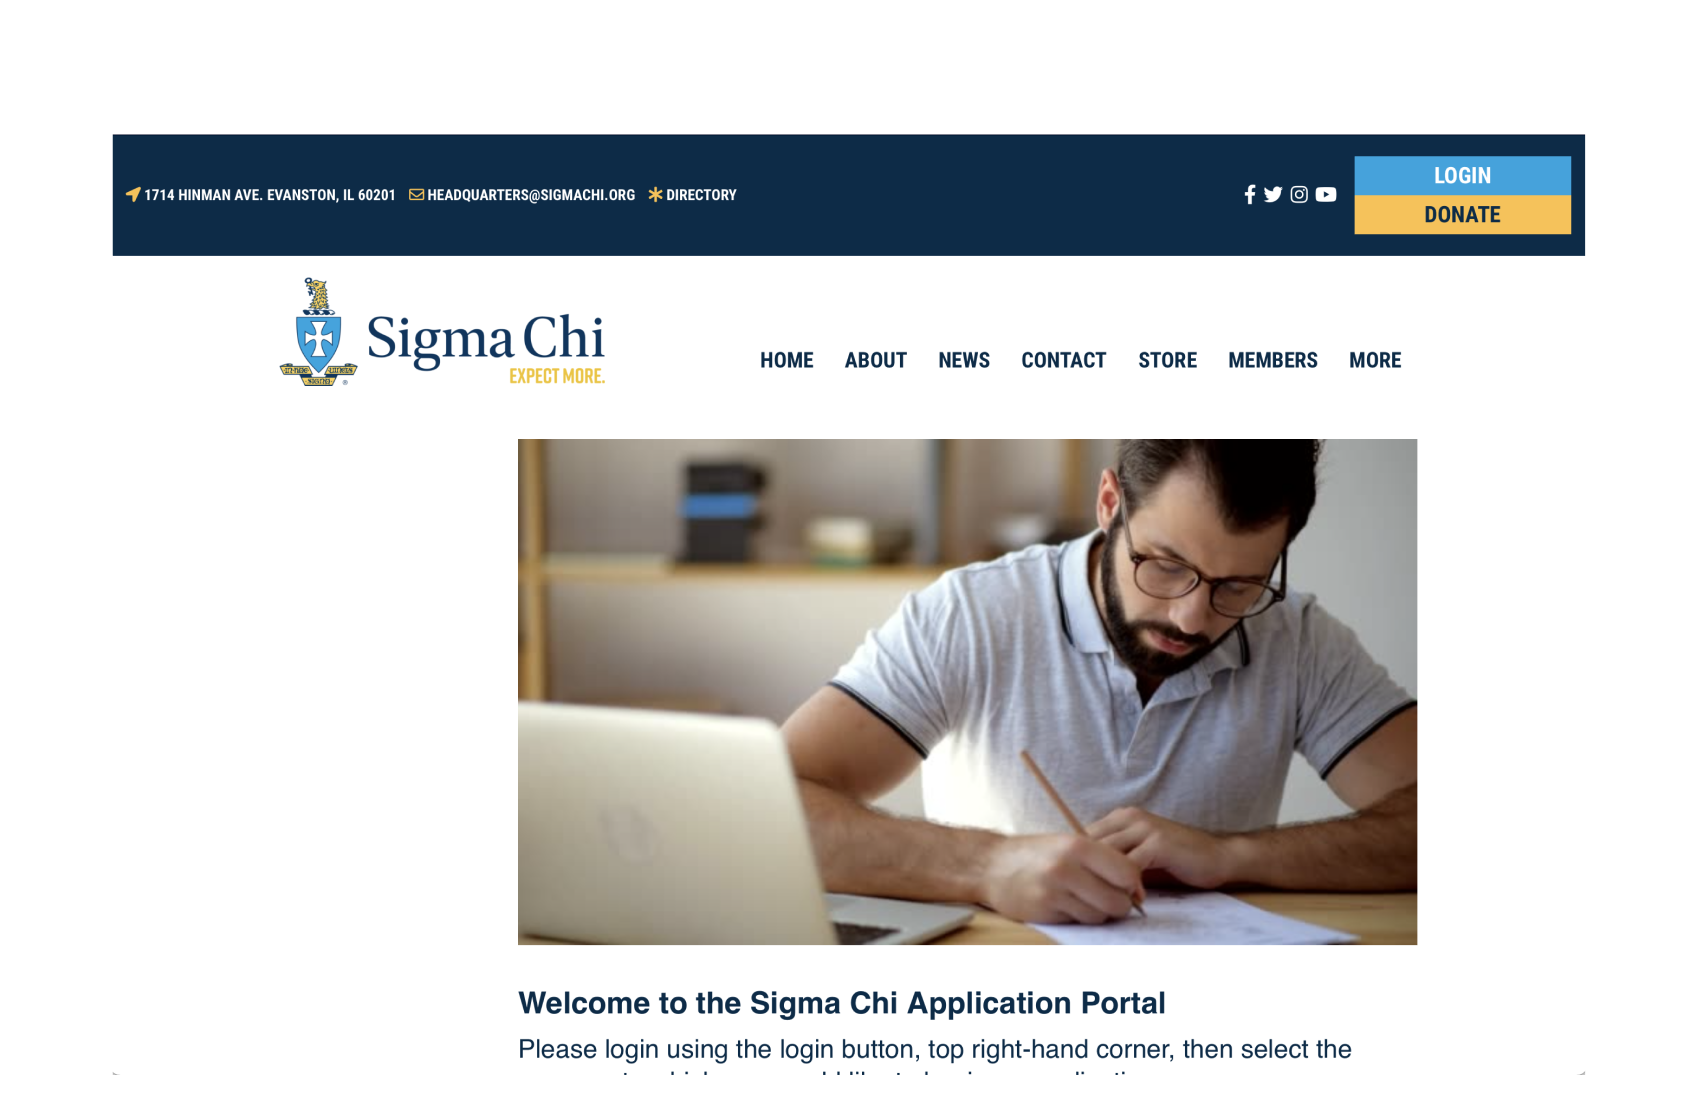 1714 HINMAN AVE. EVANSTON, IL 60201 HEADQUARTERS@SIGMACHI.ORG DIRECTORY
LOGIN
DONATE
Sigma Chi
EXPECT MORE.
HOME ABOUT NEWS CONTACT STORE MEMBERS MORE
Welcome to the Sigma Chi Application Portal
Please login using the login button, top right-hand corner, then select the